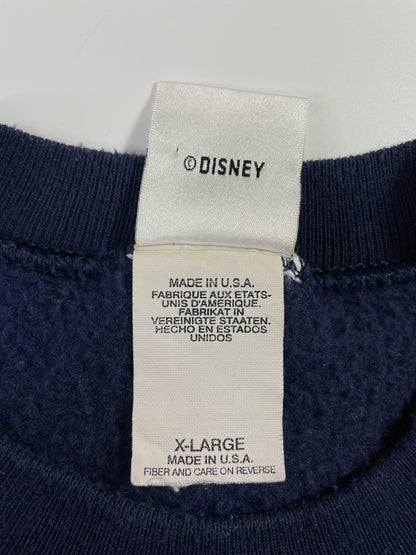 ©DISNEY
MADE IN U.S.A.
FABRIQUE AUX ETATS-
UNIS D'AMERIQUE.
FABRIKAT IN
VEREINIGTE STAATEN.
HECHO EN ESTADOS
UNIDOS
X-LARGE
MADE IN U.S.A.
FIBER AND CARE ON REVERSE